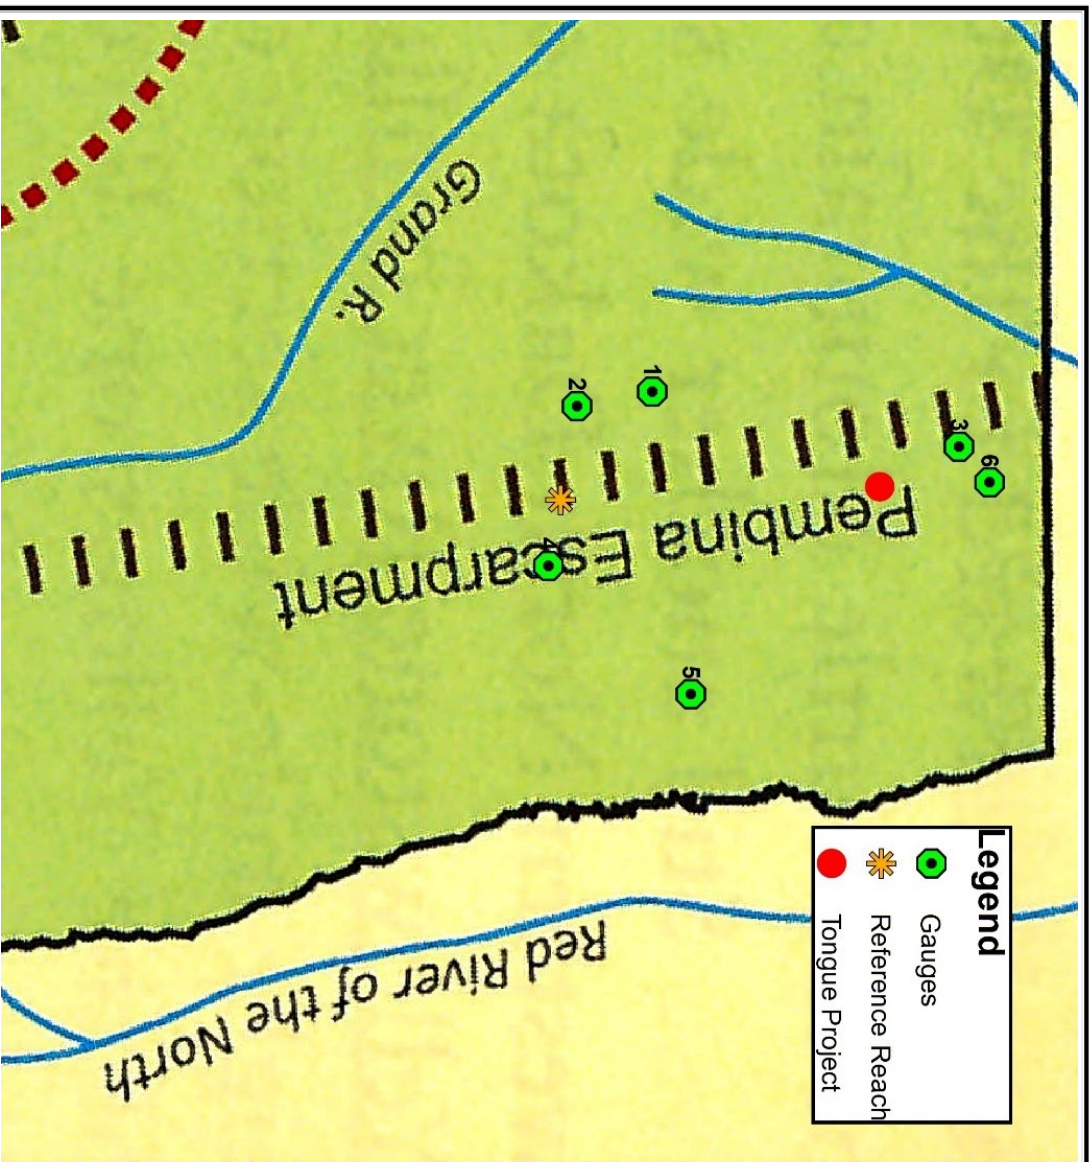 Grand R.
1
2
3
6
Pembina Escarpment
4
5
Legend
Gauges
Reference Reach
Tongue Project
Red River of the North